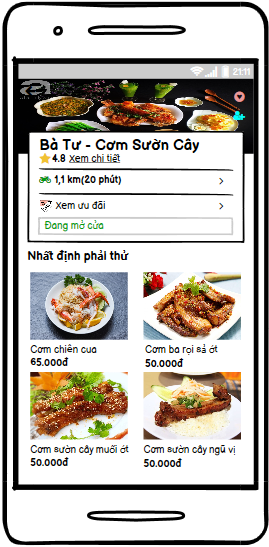 21:11
Bà Tư - Cơm Sườn Cây
4.8 Xem chi tiết
1,1 km(20 phút)
Xem ưu đãi
Đang mở cửa
Nhất định phải thử
Cơm chiên cua
65.000đ
Cơm ba rọi sả ớt
50.000đ
Cơm sườn cây muối ớt
50.000đ
Cơm sườn cây ngũ vị
50.000đ